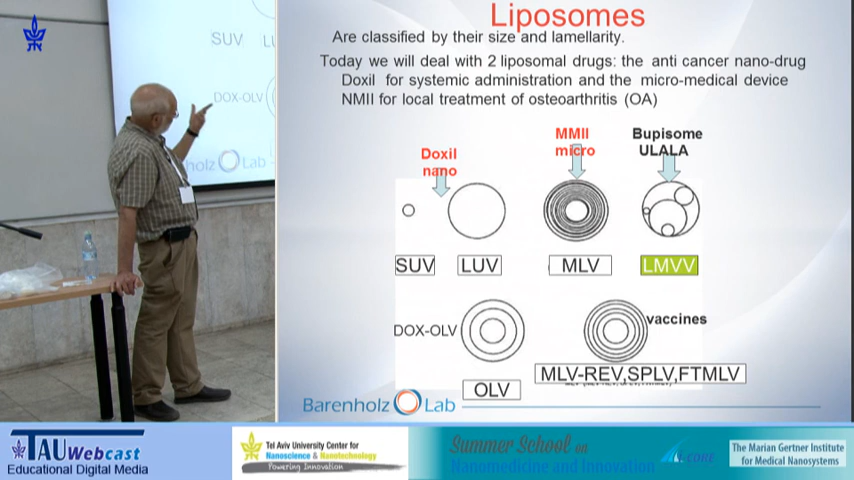 SUV
DOX-OLV
holz Lab
Liposomes
Are classified by their size and lamellarity.
Today we will deal with 2 liposomal drugs: the anti cancer nano-drug
Doxil for systemic administration and the micro-medical device
NMII for local treatment of osteoarthritis (OA)
Doxil
nano
MMII
micro
Bupisome
ULALA
SUV
LUV
MLV
LMVV
DOX-OLV
vaccines
OLV
MLV-REV,SPLV,FTMLV
Barenholz Lab
TAU Webcast
Educational Digital Media
Tel Aviv University Center for
Nanoscience & Nanotechnology
Powering Innovation
Summer School on
Nanomedicine and Innovation
I-CORE
The Marian Gertner Institute
for Medical Nanosystems